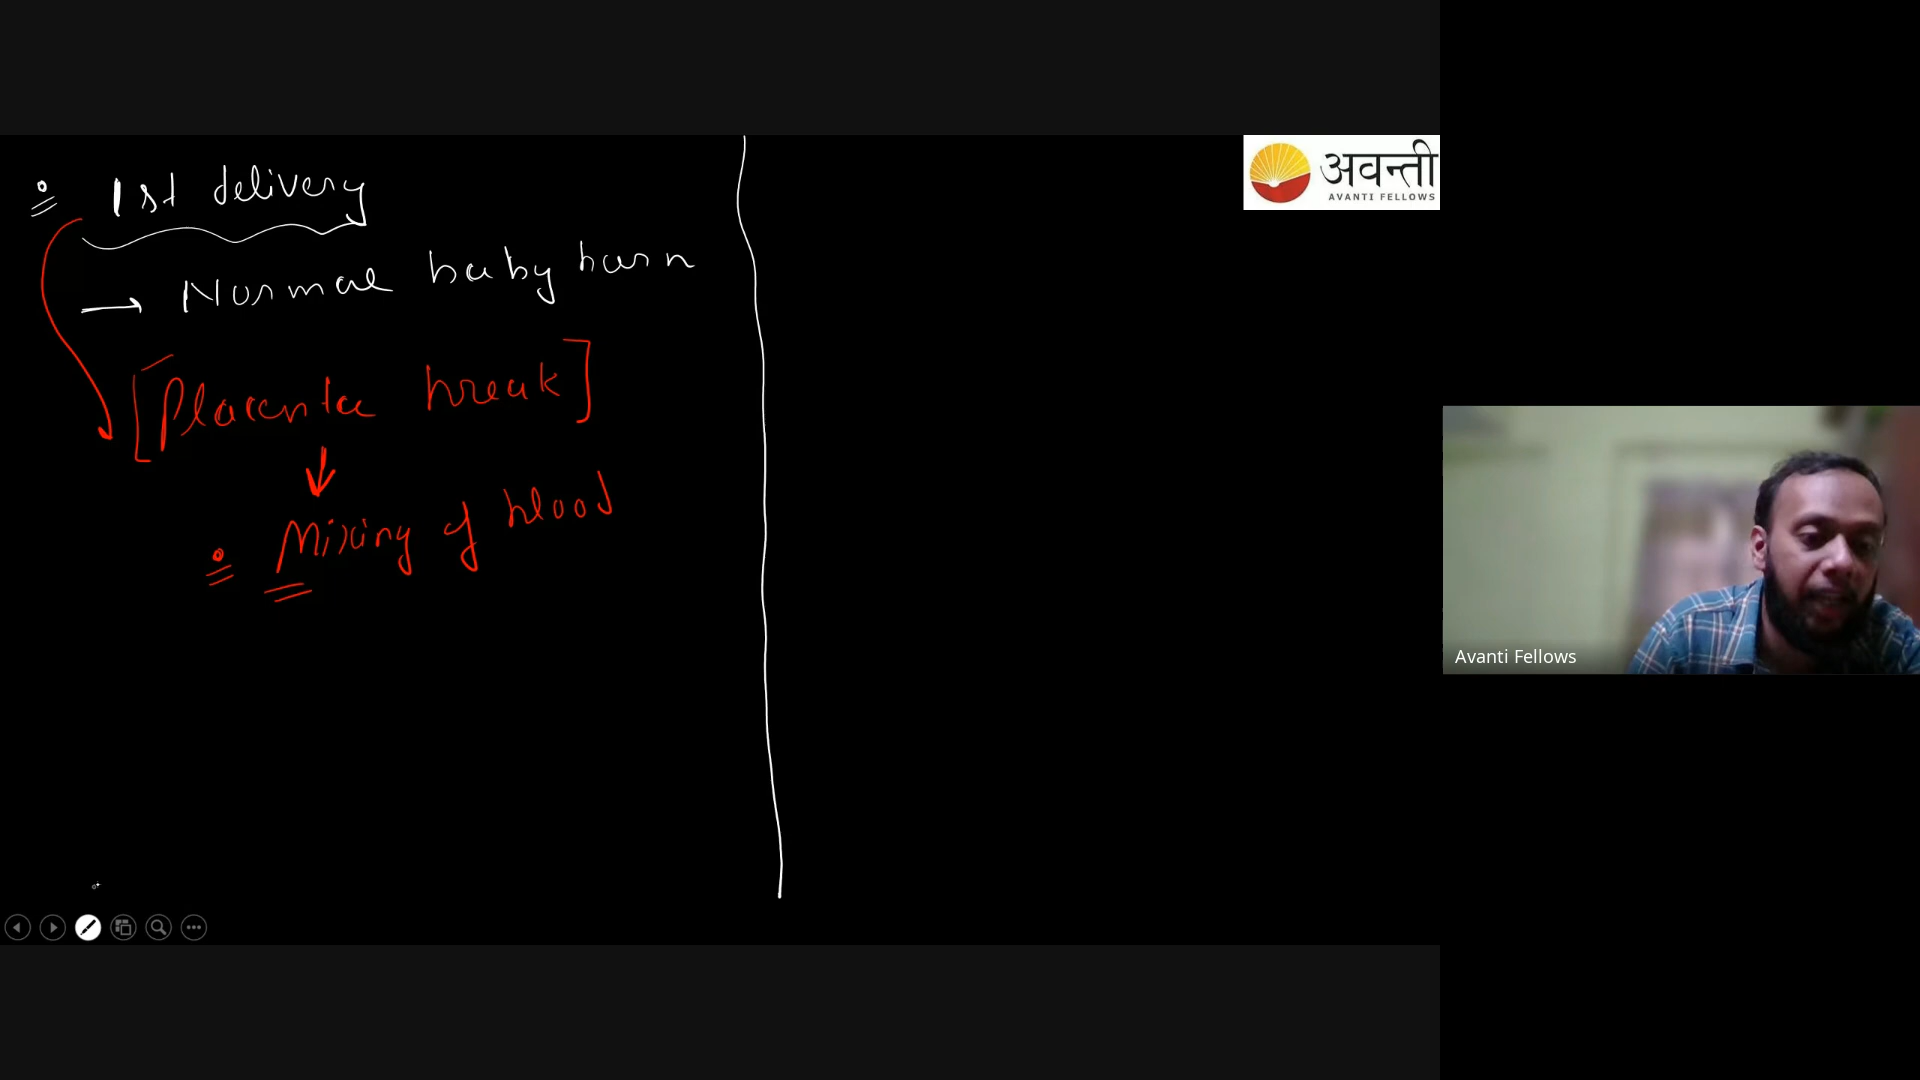 1st delivery
→ Normal baby born
[Placenta break]
↓
Mixing of blood
अवन्ती
AVANTI FELLOWS
Avanti Fellows